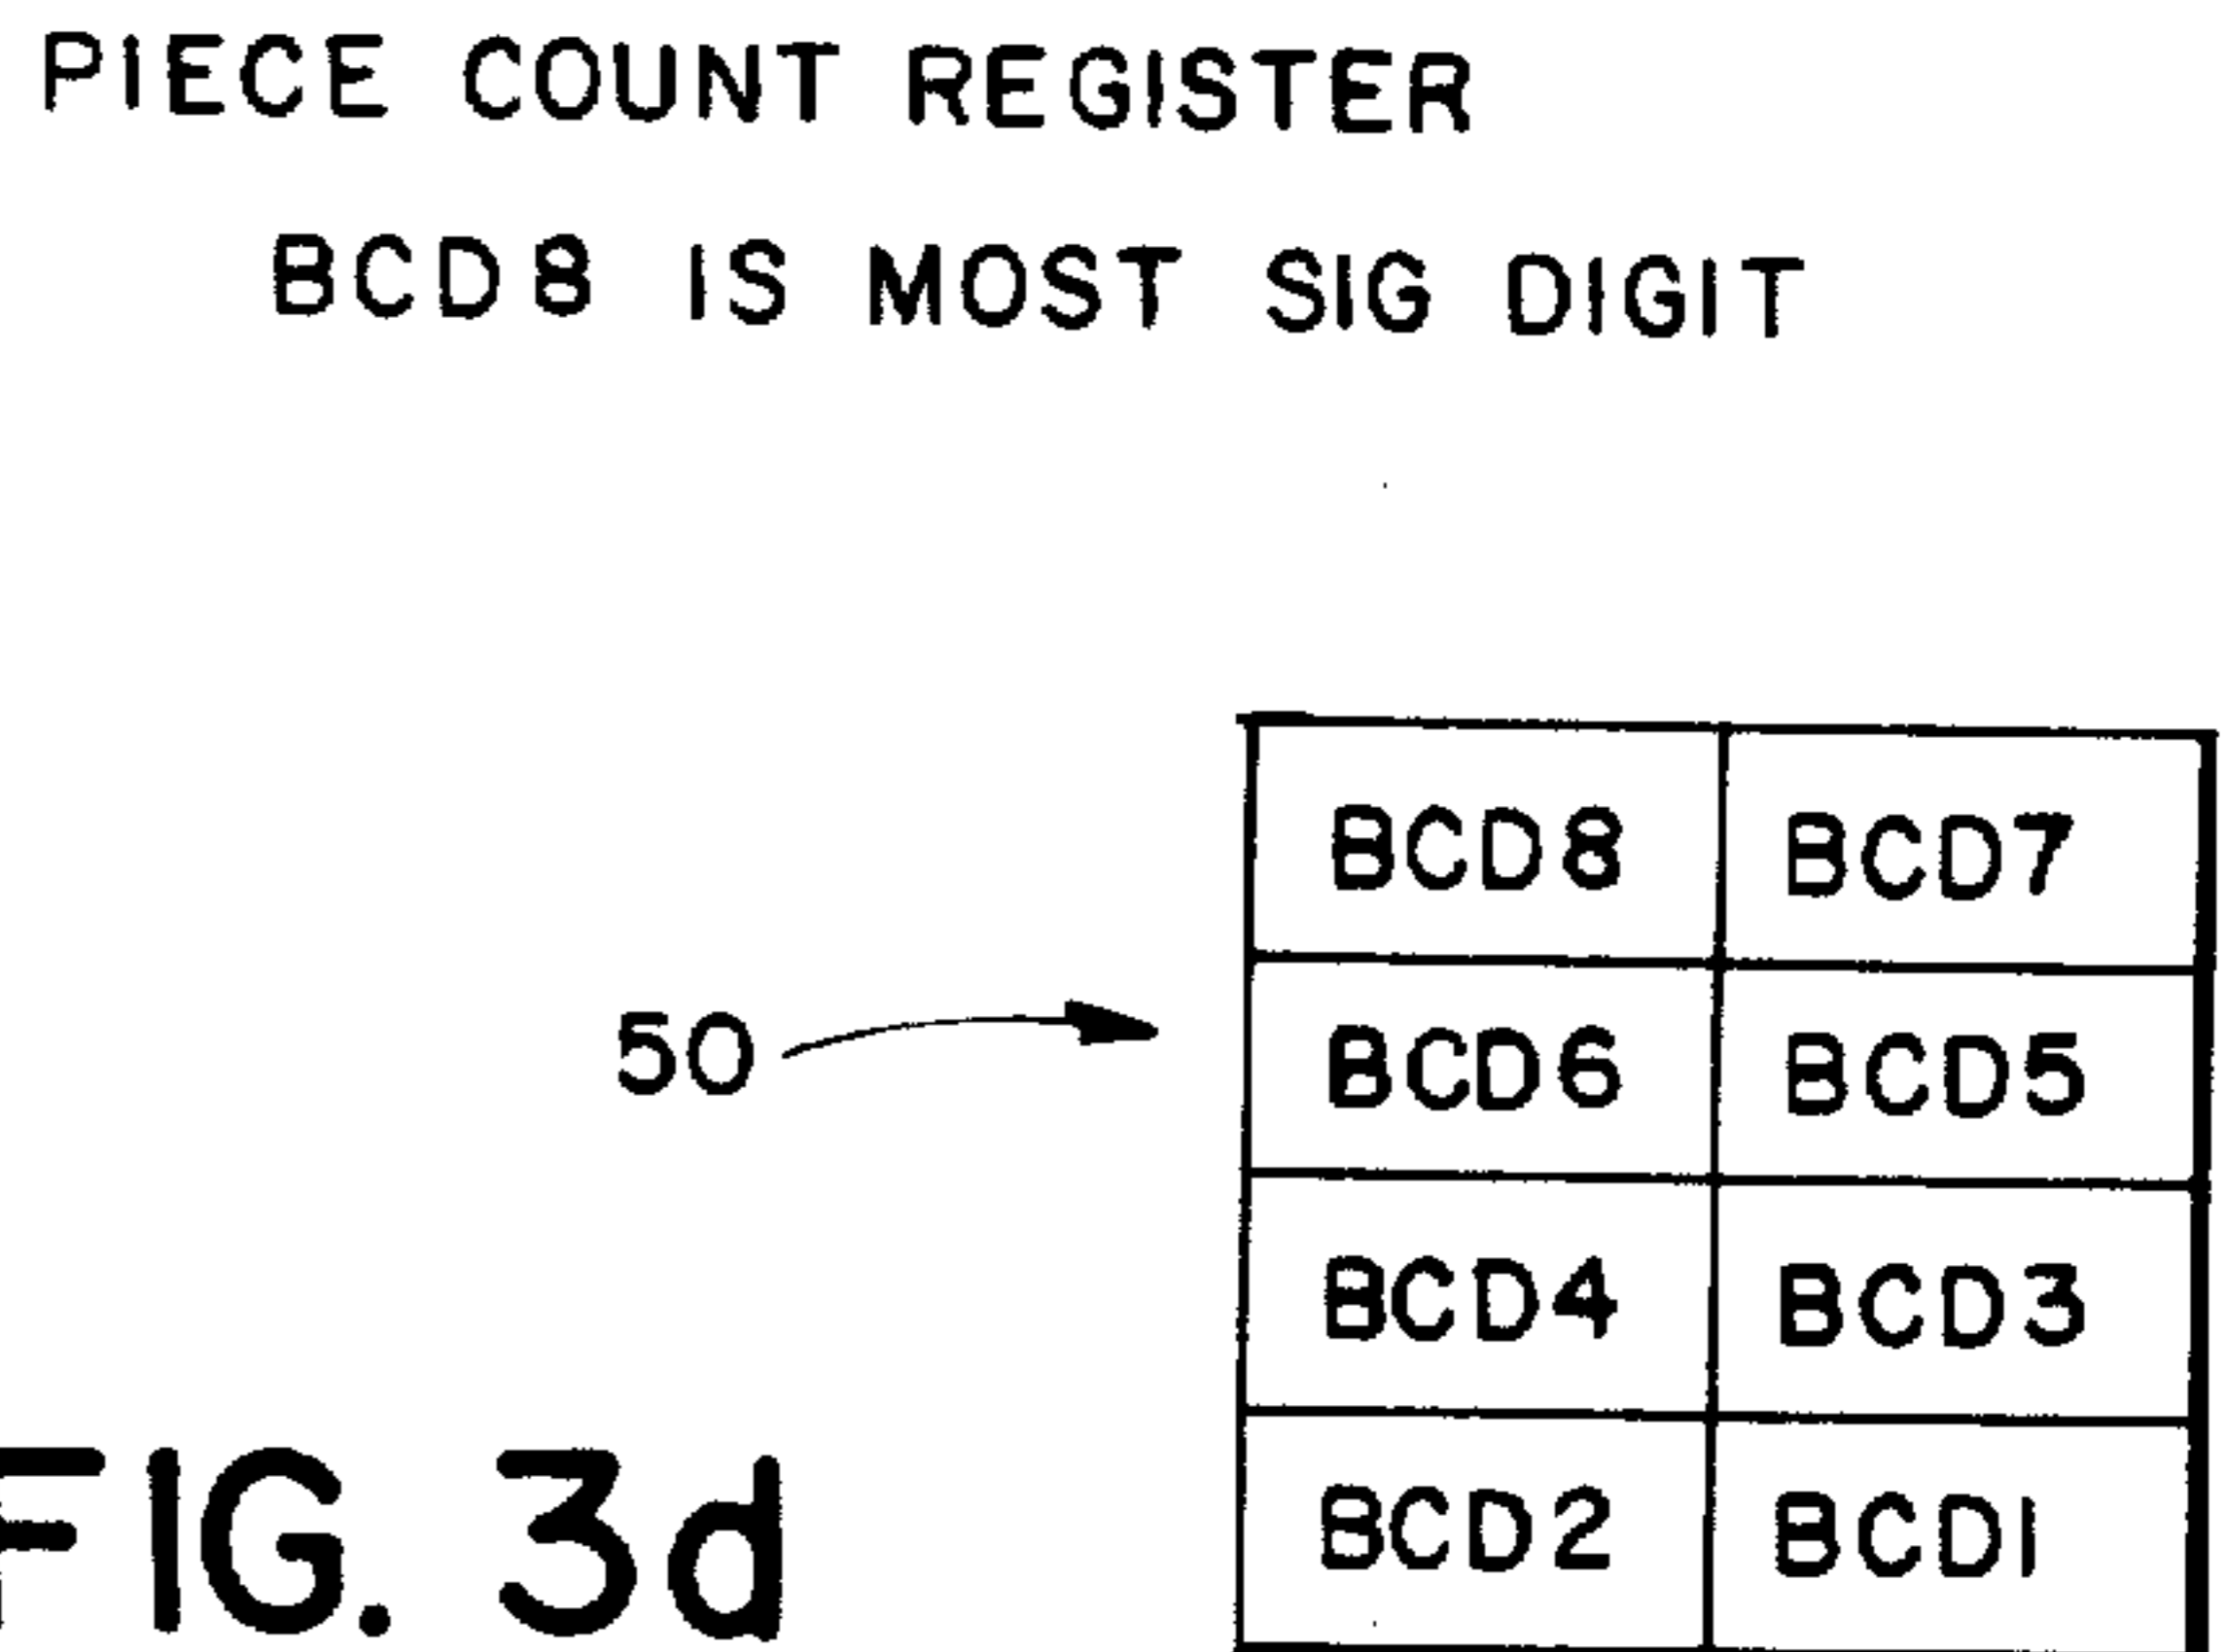 PIECE COUNT REGISTER
BCD8 IS MOST SIG DIGIT
BCD8 BCD7
50
BCD6 BCD5
BCD4 BCD3
BCD2 BCD1
FIG. 3d